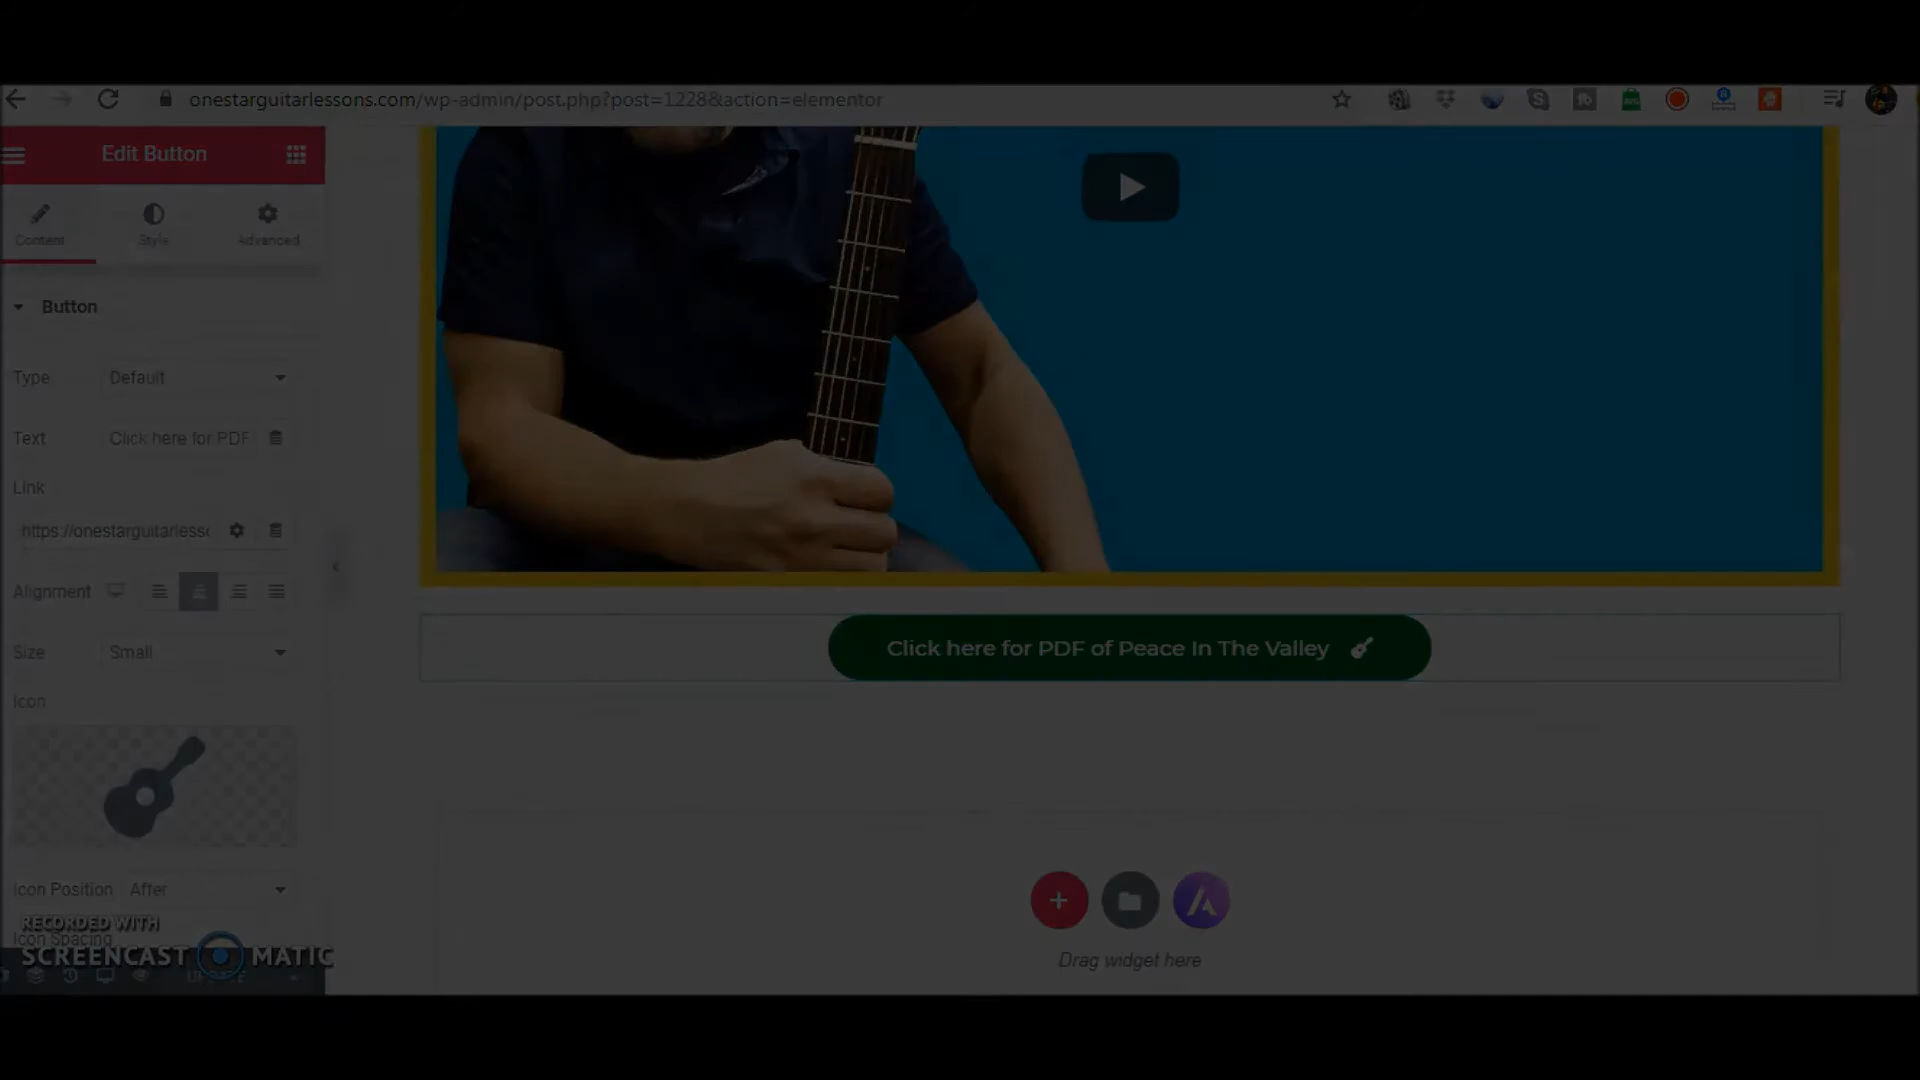 onestarguitarlessons.com/wp-admin/post.php?post=1228&action=elementor
Edit Button
Content
Style
Advanced
Button
Type
Default
Text
Click here for PDF
Link
https://onestarguitarless
Alignment
Size
Small
Icon
Icon Position
After
Icon Spacing
RECORDED WITH
SCREENCAST MATIC
UPDATE
Click here for PDF of Peace In The Valley
Drag widget here